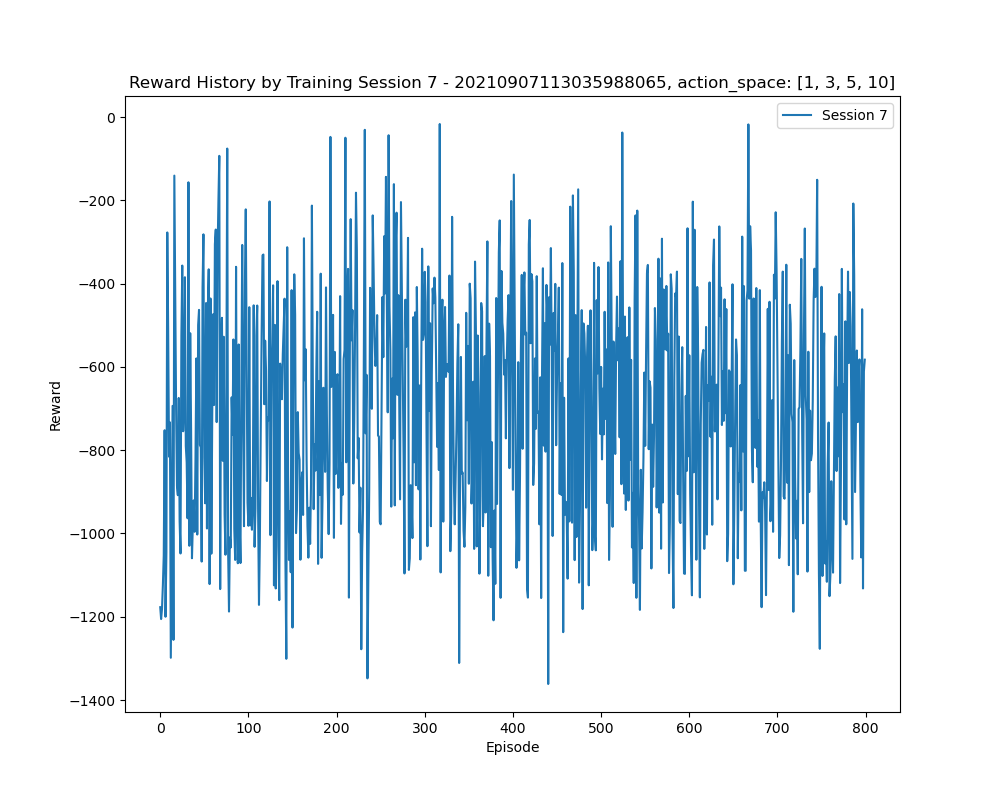 Reward History by Training Session 7 - 20210907113035988065, action_space: [1, 3, 5, 10]
Session 7
0
−200
−400
−600
−800
−1000
−1200
−1400
Reward
0 100 200 300 400 500 600 700 800
Episode